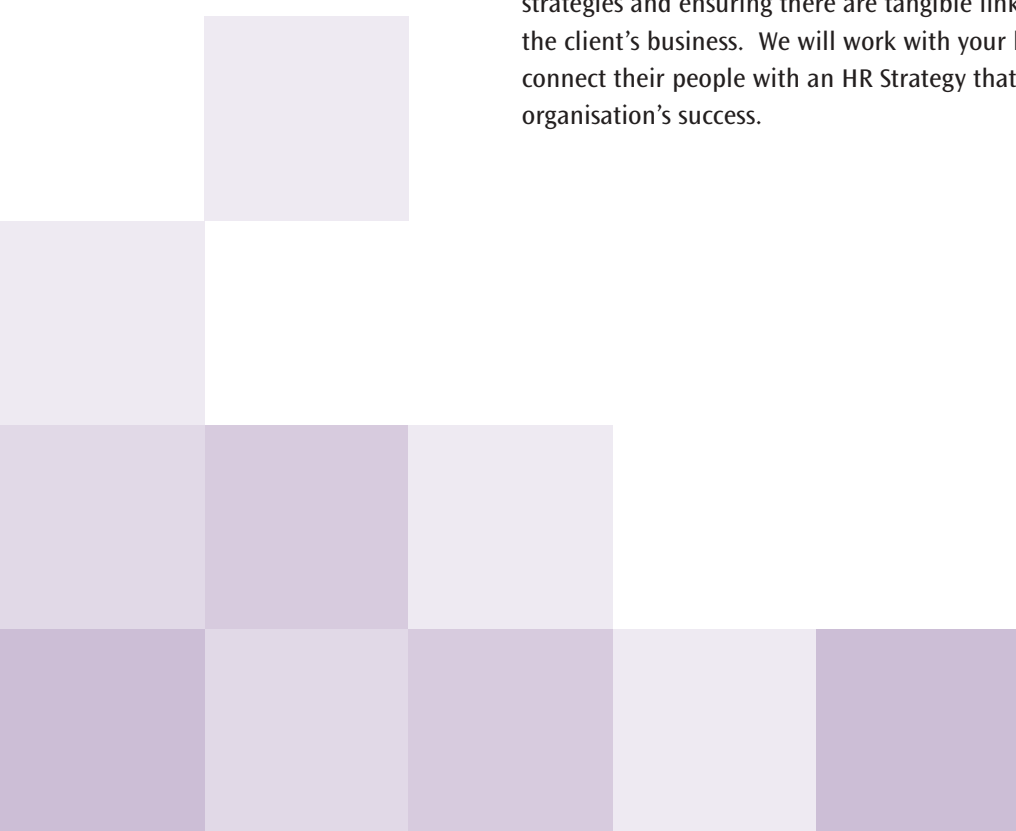 strategies and ensuring there are tangible
the client's business. We will work with your
connect their people with an HR Strategy that
organisation's success.